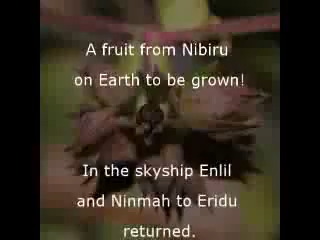 A fruit from Nibiru
on Earth to be grown!
In the skyship Enlil
and Ninmah to Eridu
returned.